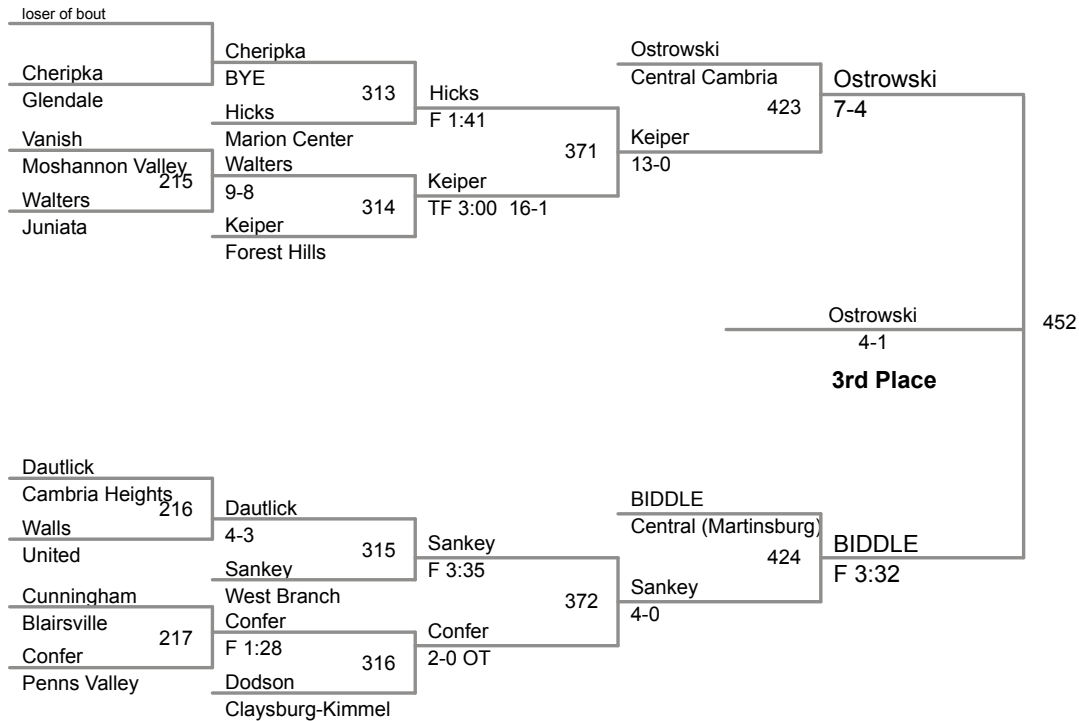 loser of bout
Cheripka
Glendale
Vanish
Moshannon Valley
215
Walters
Juniata
Cheripka
BYE
313
Hicks
Marion Center
Walters
9-8
314
Keiper
Forest Hills
Hicks
F 1:41
371
Keiper
TF 3:00 16-1
Ostrowski
Central Cambria
423
Keiper
13-0
Ostrowski
7-4
Ostrowski
4-1
3rd Place
452
Dautlick
Cambria Heights
216
Walls
United
Cunningham
Blairsville
217
Confer
Penns Valley
Dautlick
4-3
315
Sankey
West Branch
Confer
F 1:28
316
Dodson
Claysburg-Kimmel
Sankey
F 3:35
372
Confer
2-0 OT
BIDDLE
Central (Martinsburg)
424
Sankey
4-0
BIDDLE
F 3:32